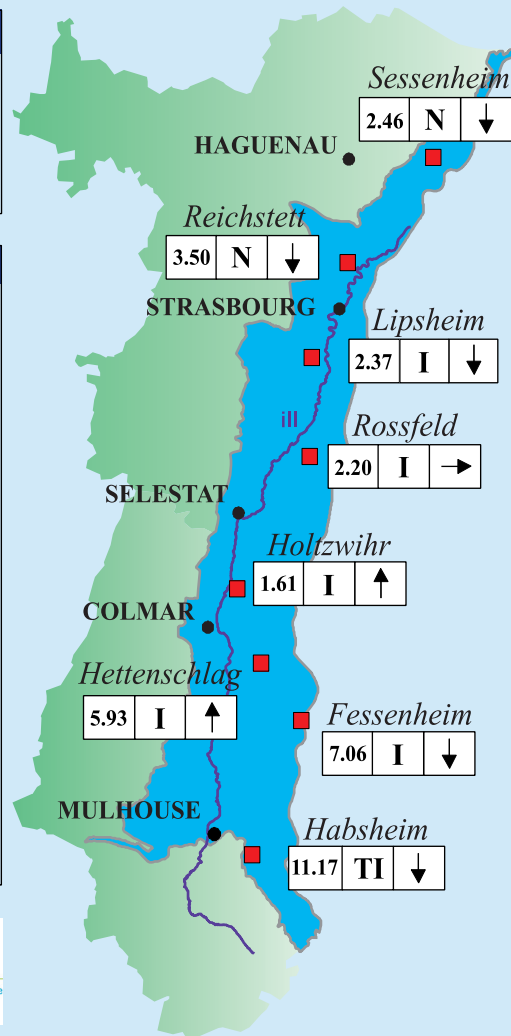 Sessenheim
2.46 N ↓
HAGUENAU
Reichstett
3.50 N ↓
STRASBOURG
Lipsheim
2.37 I ↓
ill
Rossfeld
2.20 I →
SELESTAT
Holtzwihr
1.61 I ↑
COLMAR
Hettenschlag
5.93 I ↑
Fessenheim
7.06 I ↓
MULHOUSE
Habsheim
11.17 TI ↓
e